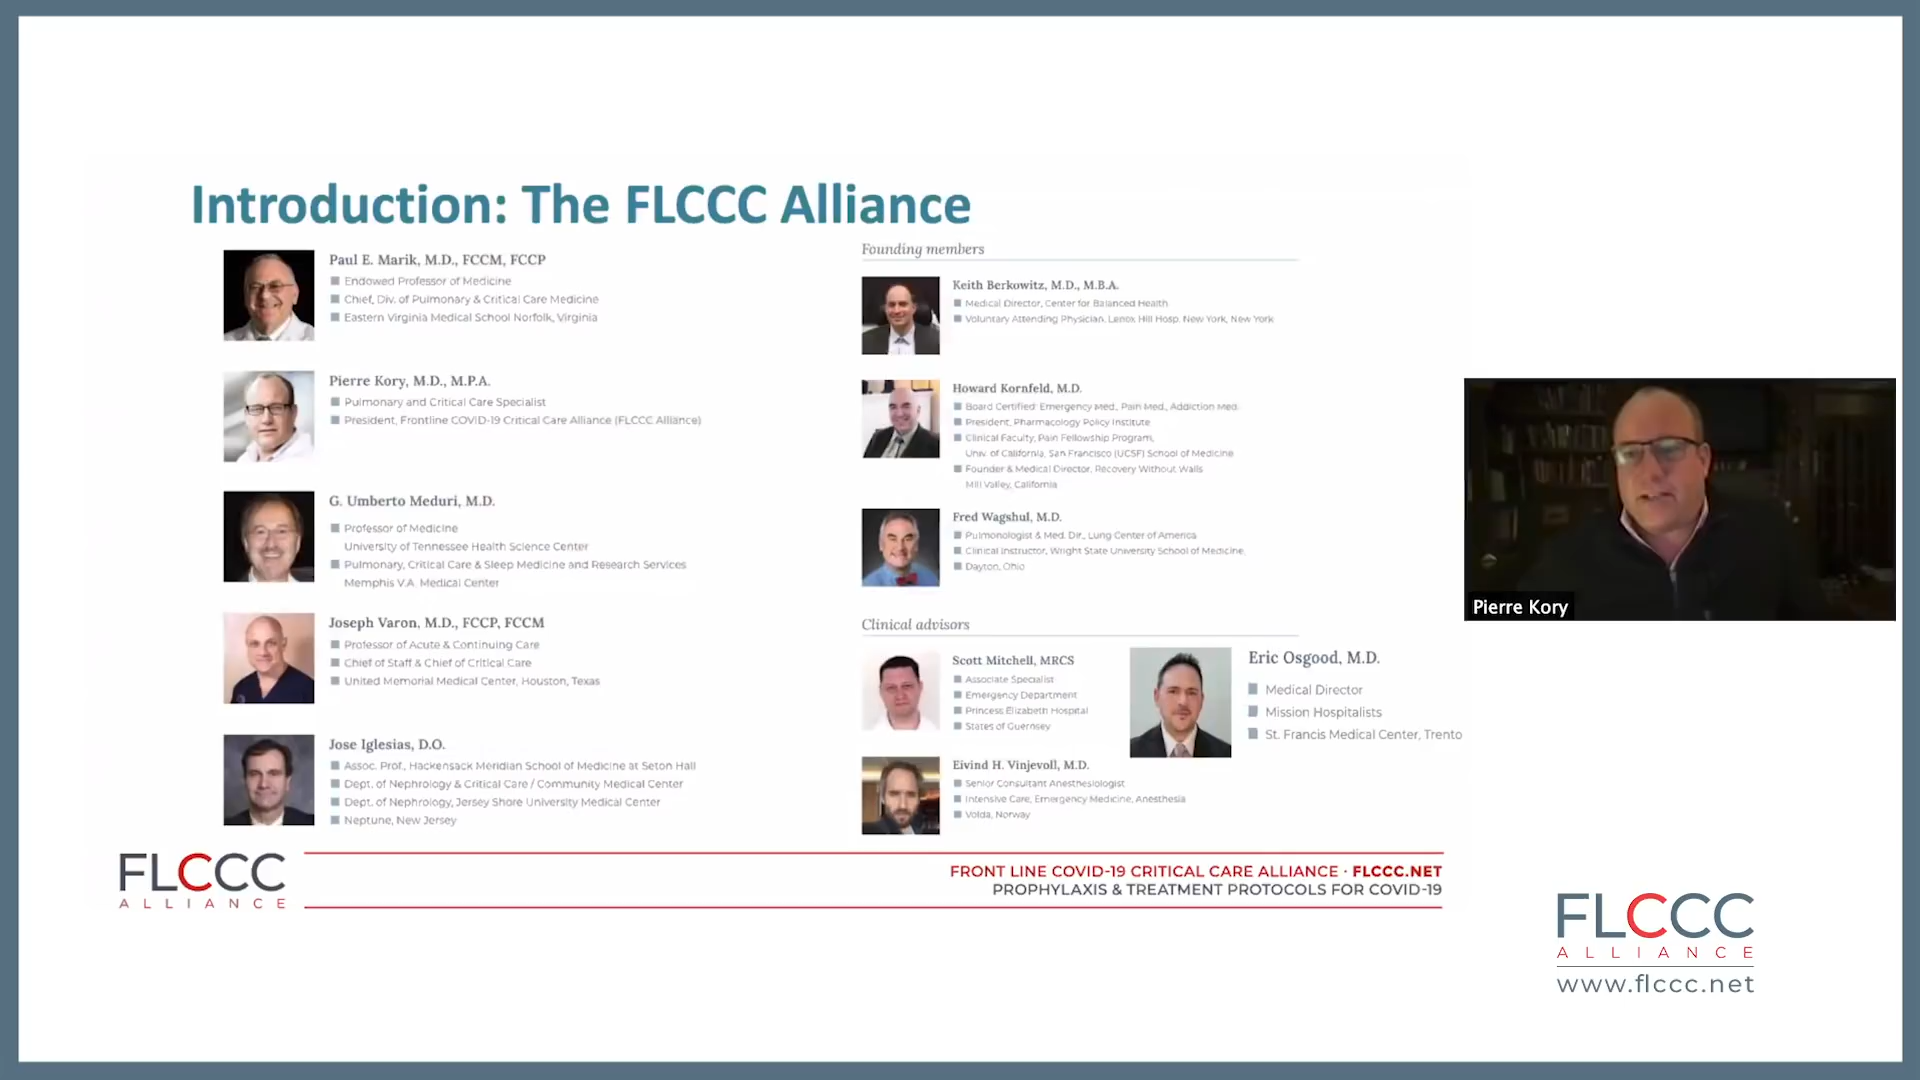 Introduction: The FLCCC Alliance
Paul E. Marik, M.D., FCCM, FCCP
Endowed Professor of Medicine
Chief, Div. of Pulmonary & Critical Care Medicine
Eastern Virginia Medical School Norfolk, Virginia
Pierre Kory, M.D., M.P.A.
Pulmonary and Critical Care Specialist
President, Frontline COVID-19 Critical Care Alliance (FLCCC Alliance)
G. Umberto Meduri, M.D.
Professor of Medicine
University of Tennessee Health Science Center
Pulmonary, Critical Care & Sleep Medicine and Research Services
Memphis V.A. Medical Center
Joseph Varon, M.D., FCCP, FCCM
Professor of Acute & Continuing Care
Chief of Staff & Chief of Critical Care
United Memorial Medical Center, Houston, Texas
Jose Iglesias, D.O.
Assoc. Prof., Hackensack Meridian School of Medicine at Seton Hall
Dept. of Nephrology & Critical Care / Community Medical Center
Dept. of Nephrology, Jersey Shore University Medical Center
Neptune, New Jersey
Founding members
Keith Berkowitz, M.D., M.B.A.
Medical Director, Center for Balanced Health
Voluntary Attending Physician, Lenox Hill Hosp. New York, New York
Howard Kornfeld, M.D.
Board Certified: Emergency Med., Pain Med., Addiction Med.
President, Pharmacology Policy Institute
Clinical Faculty, Pain Fellowship Program,
Univ. of California, San Francisco (UCSF) School of Medicine
Founder & Medical Director, Recovery Without Walls
Mill Valley, California
Fred Wagshul, M.D.
Pulmonologist & Med. Dir., Lung Center of America
Clinical Instructor, Wright State University School of Medicine,
Dayton, Ohio
Clinical advisors
Scott Mitchell, MRCS
Associate Specialist
Emergency Department
Princess Elizabeth Hospital
States of Guernsey
Eric Osgood, M.D.
Medical Director
Mission Hospitalists
St. Francis Medical Center, Trento
Eivind H. Vinjevoll, M.D.
Senior Consultant Anesthesiologist
Intensive Care, Emergency Medicine, Anesthesia
Volda, Norway
Pierre Kory
FLCCC
ALLIANCE
FRONT LINE COVID-19 CRITICAL CARE ALLIANCE · FLCCC.NET
PROPHYLAXIS & TREATMENT PROTOCOLS FOR COVID-19
FLCCC
ALLIANCE
www.flccc.net